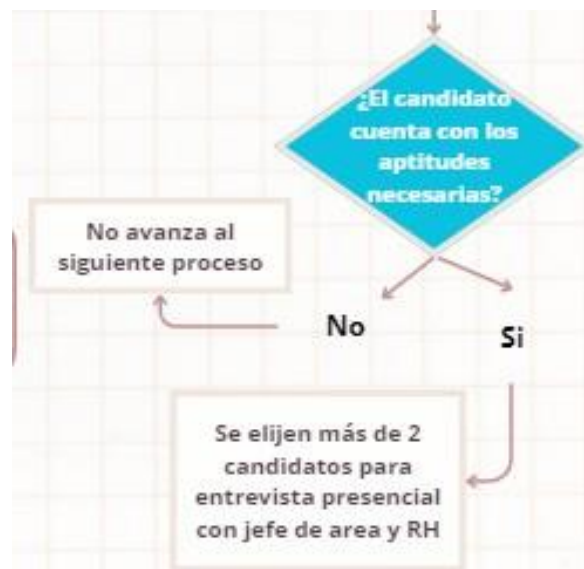 ¿El candidato
cuenta con los
aptitudes
necesarias?
No avanza al
siguiente proceso
No
Si
Se elijen más de 2
candidatos para
entrevista presencial
con jefe de area y RH